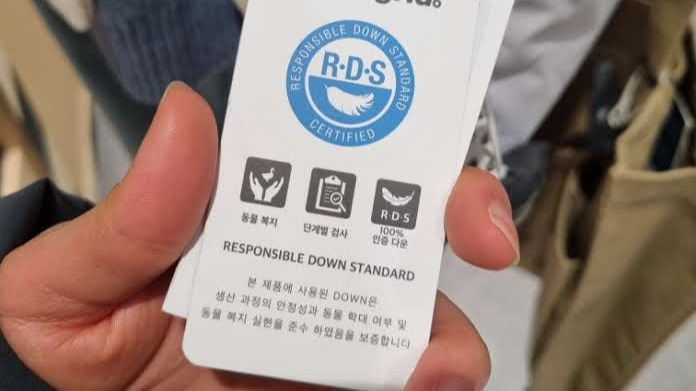 RESPONSIBLE DOWN STANDARD
R·D·S
CERTIFIED
동물 복지
단계별 검사
R D S
100%
인증 다운
RESPONSIBLE DOWN STANDARD
본 제품에 사용된 DOWN은
생산 과정의 안정성과 동물 학대 여부 및
동물 복지 실현을 준수 하였음을 보증합니다